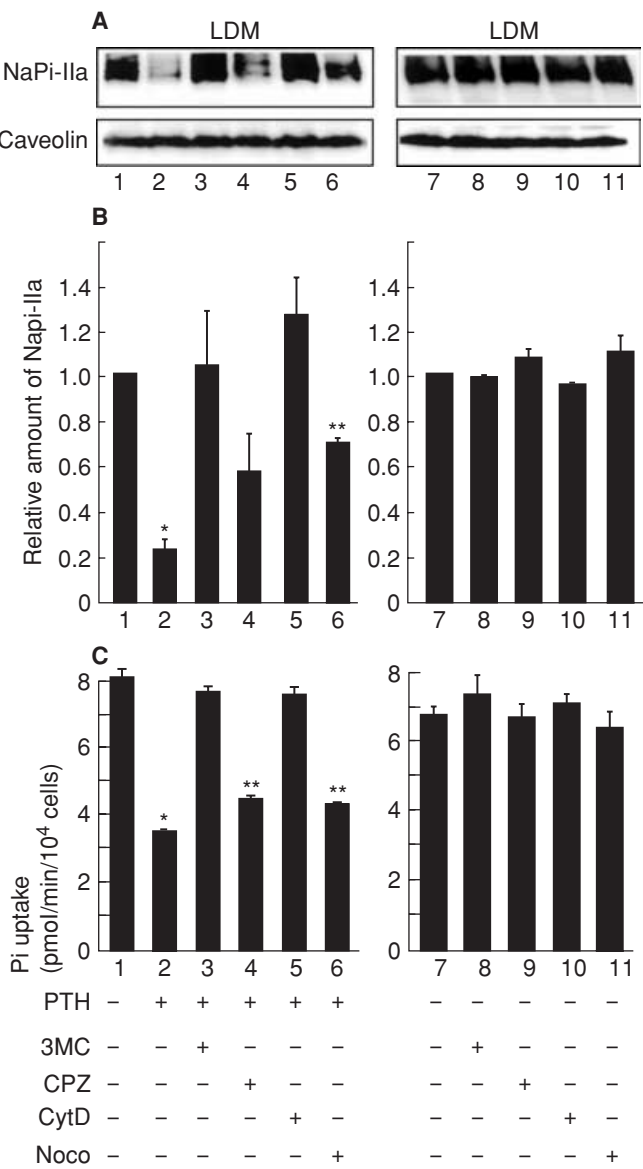 A
LDM LDM
NaPi-IIa
Caveolin
1 2 3 4 5 6 7 8 9 10 11
B
Relative amount of Napi-IIa
1.4 1.4
1.2 1.2
1.0 1.0
0.8 0.8
**
0.6 0.6
0.4 0.4
*
0.2 0.2
0 0
1 2 3 4 5 6 7 8 9 10 11
C
Pi uptake
(pmol/min/10⁴ cells)
8 8
6 6
** **
4 4
*
2 2
0 0
1 2 3 4 5 6 7 8 9 10 11
PTH – + + + + + – – – – –
3MC – – + – – – – + – – –
CPZ – – – + – – – – + – –
CytD – – – – + – – – – + –
Noco – – – – – + – – – – +